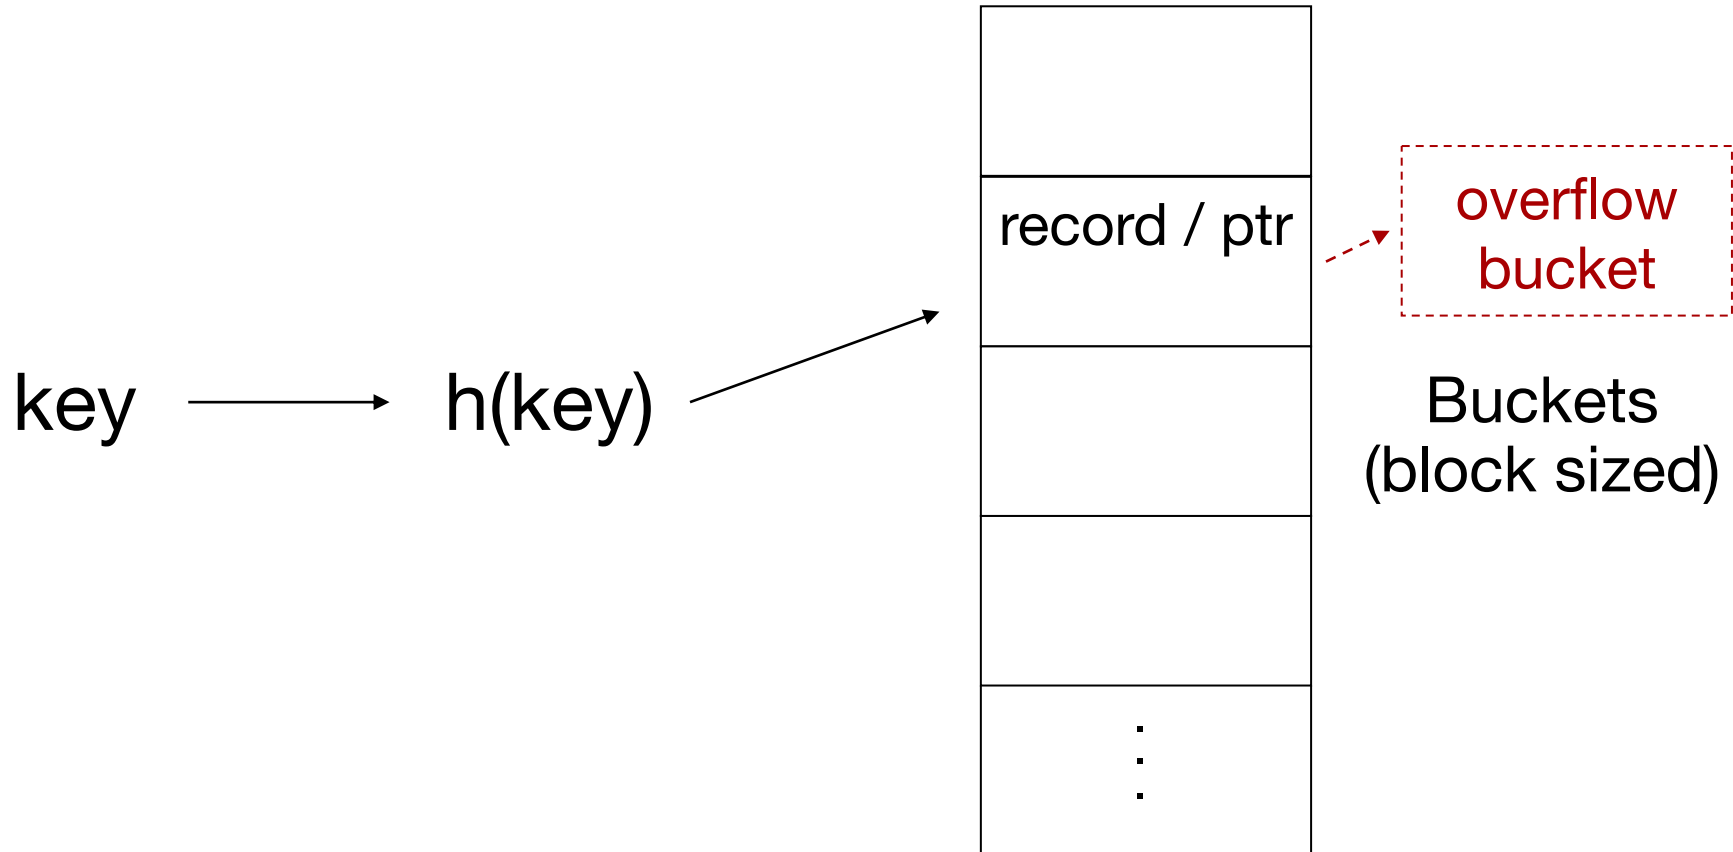 key
h(key)
record / ptr
overflow
bucket
Buckets
(block sized)
.
.
.